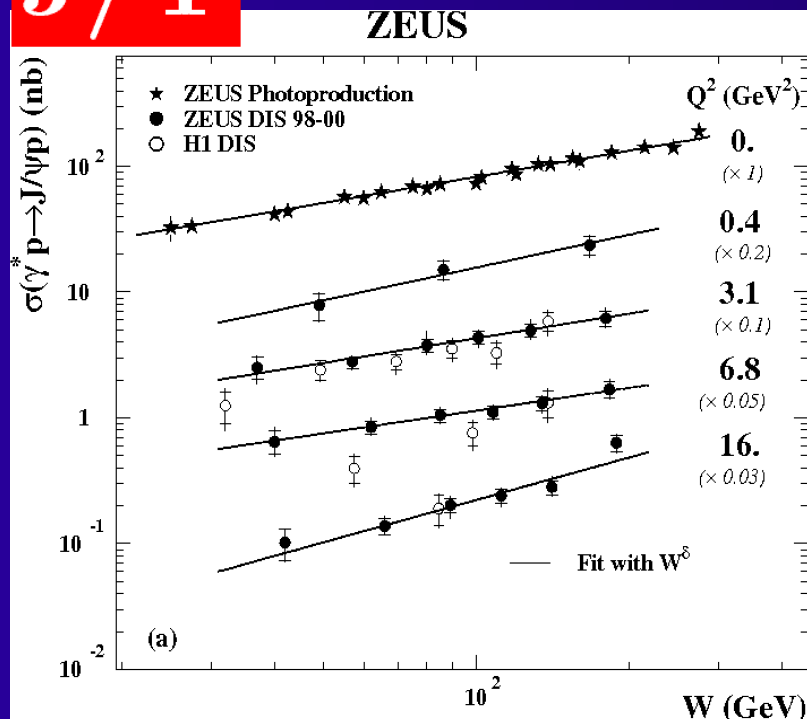 J/Ψ
ZEUS
σ(γ* p→J/ψp) (nb)
★ ZEUS Photoproduction
● ZEUS DIS 98-00
○ H1 DIS
Q² (GeV²)
0.
(× 1)
0.4
(× 0.2)
3.1
(× 0.1)
6.8
(× 0.05)
16.
(× 0.03)
10²
10
1
10⁻¹
10⁻²
— Fit with W^δ
(a)
10²
W (GeV)